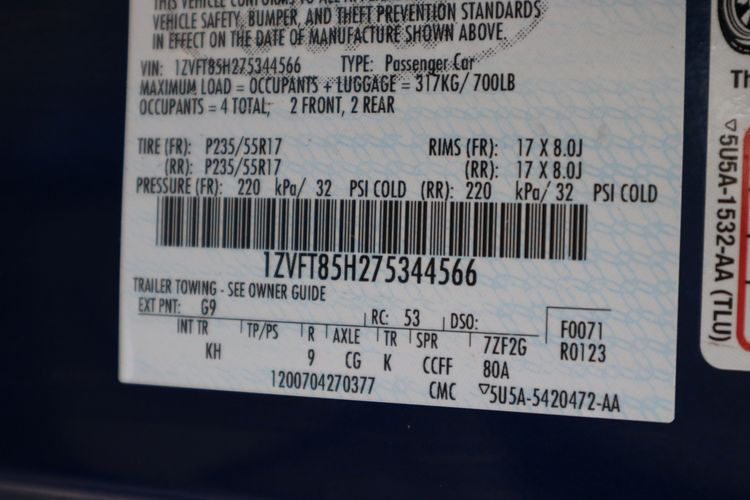 VEHICLE SAFETY, BUMPER, AND THEFT PREVENTION STANDARDS
IN EFFECT ON THE DATE OF MANUFACTURE SHOWN ABOVE.
VIN: 1ZVFT85H275344566 TYPE: Passenger Car
MAXIMUM LOAD = OCCUPANTS + LUGGAGE = 317KG/ 700LB
OCCUPANTS = 4 TOTAL; 2 FRONT, 2 REAR
TIRE (FR): P235/55R17 RIMS (FR): 17 X 8.0J
(RR): P235/55R17 (RR): 17 X 8.0J
PRESSURE (FR): 220 kPa/ 32 PSI COLD (RR): 220 kPa/ 32 PSI COLD
1ZVFT85H275344566
TRAILER TOWING - SEE OWNER GUIDE
EXT PNT: G9 RC: 53 DSO: F0071
INT TR TP/PS R AXLE TR SPR 7ZF2G R0123
KH 9 CG K CCFF 80A
1200704270377 CMC ▽5U5A-5420472-AA
Th
▽5U5A-1532-AA (TLU)